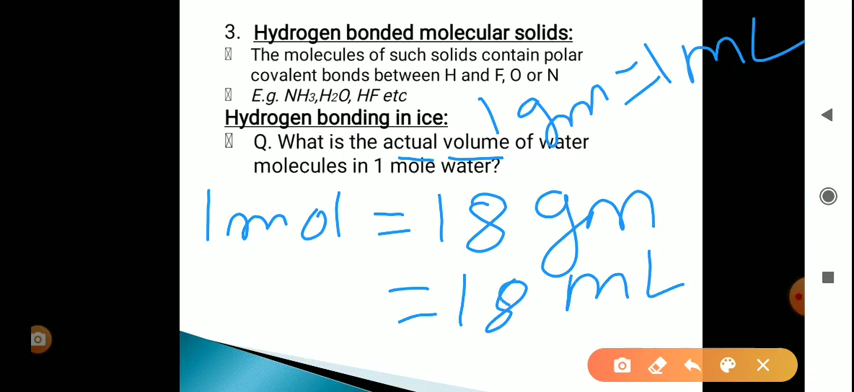 3. Hydrogen bonded molecular solids:
The molecules of such solids contain polar
covalent bonds between H and F, O or N
E.g. NH3,H2O, HF etc
1 gm = 1 mL
Hydrogen bonding in ice:
Q. What is the actual volume of water
molecules in 1 mole water?
1 mol = 18 gm
= 18 mL